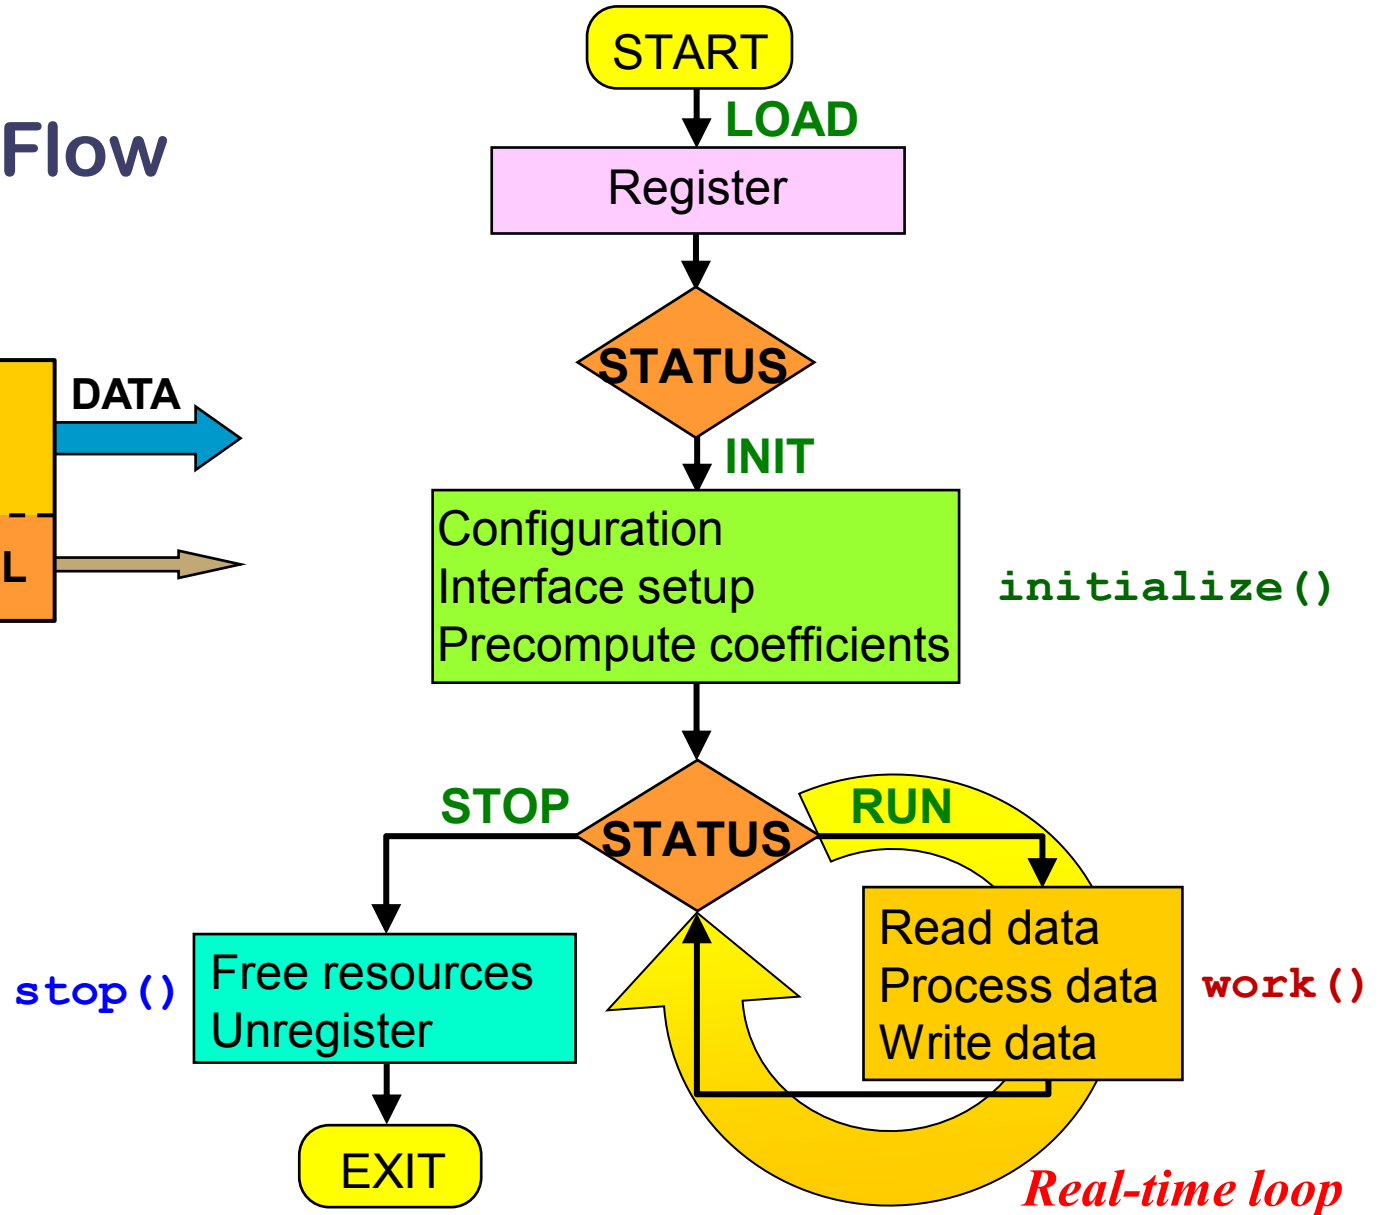 START
LOAD
Flow
Register
STATUS
DATA
INIT
Configuration
Interface setup
Precompute coefficients
L
initialize()
STOP
RUN
STATUS
Read data
Process data
Write data
work()
Free resources
Unregister
stop()
EXIT
Real-time loop